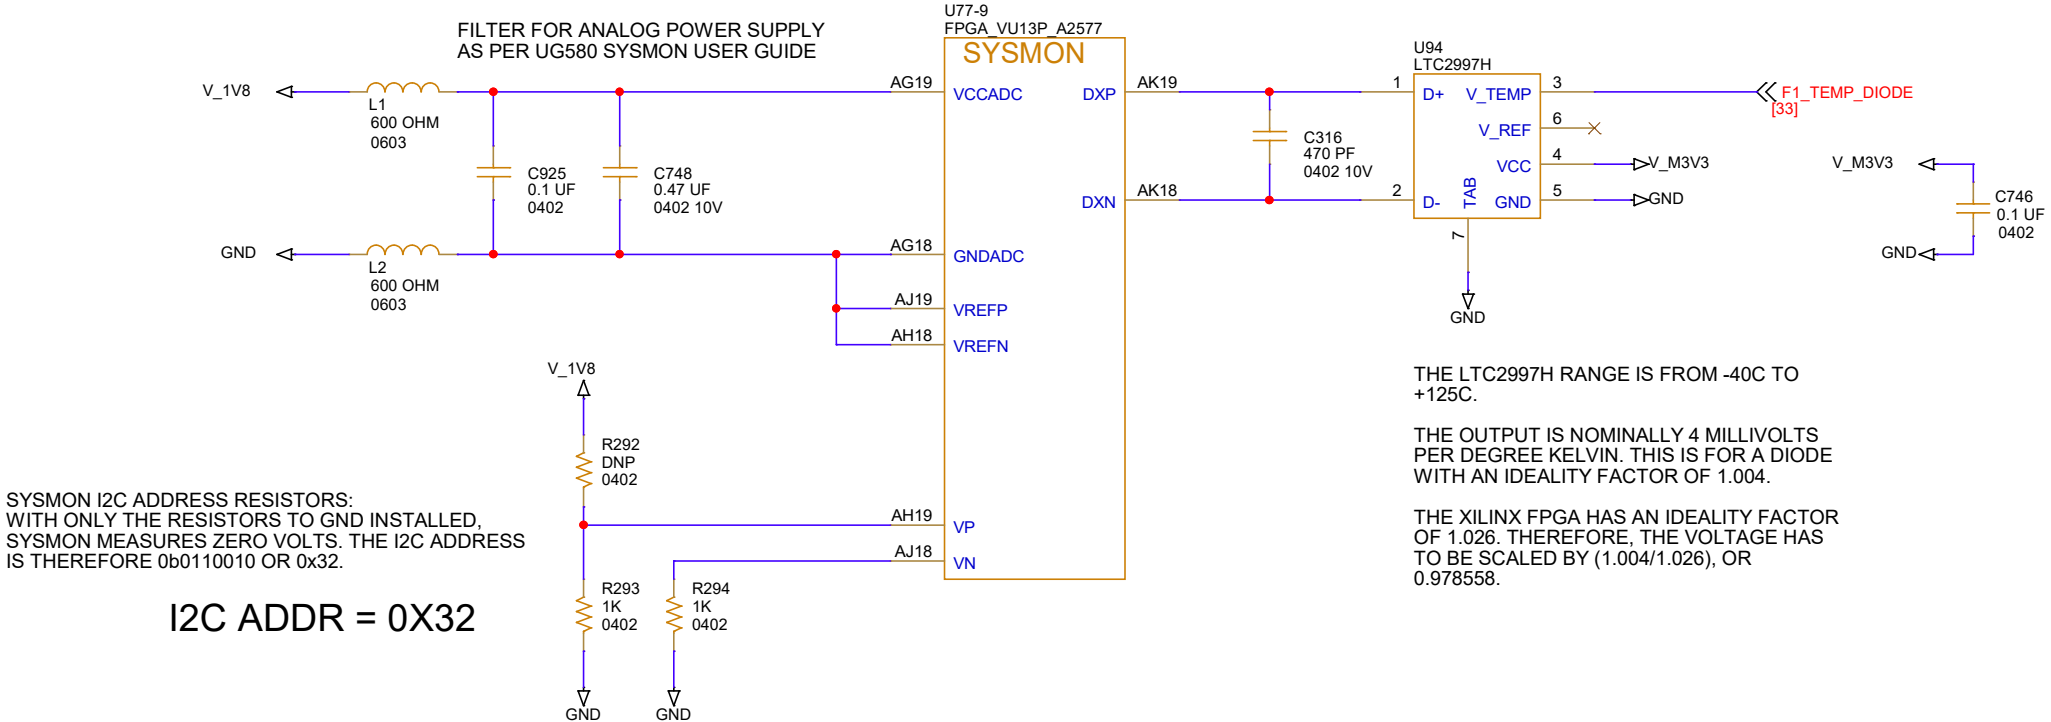 FILTER FOR ANALOG POWER SUPPLY
AS PER UG580 SYSMON USER GUIDE
V_1V8
L1
600 OHM
0603
C925
0.1 UF
0402
C748
0.47 UF
0402 10V
GND
L2
600 OHM
0603
U77-9
FPGA_VU13P_A2577
SYSMON
AG19
VCCADC
AG18
GNDADC
AJ19
VREFP
AH18
VREFN
AH19
VP
AJ18
VN
DXP
AK19
DXN
AK18
C316
470 PF
0402 10V
U94
LTC2997H
1
D+
2
D-
V_TEMP
3
V_REF
6
VCC
4
GND
5
TAB
7
GND
F1_TEMP_DIODE
[33]
V_M3V3
GND
V_M3V3
C746
0.1 UF
0402
GND
V_1V8
R292
DNP
0402
R293
1K
0402
GND
R294
1K
0402
GND
SYSMON I2C ADDRESS RESISTORS:
WITH ONLY THE RESISTORS TO GND INSTALLED,
SYSMON MEASURES ZERO VOLTS. THE I2C ADDRESS
IS THEREFORE 0b0110010 OR 0x32.
I2C ADDR = 0X32
THE LTC2997H RANGE IS FROM -40C TO
+125C.
THE OUTPUT IS NOMINALLY 4 MILLIVOLTS
PER DEGREE KELVIN. THIS IS FOR A DIODE
WITH AN IDEALITY FACTOR OF 1.004.
THE XILINX FPGA HAS AN IDEALITY FACTOR
OF 1.026. THEREFORE, THE VOLTAGE HAS
TO BE SCALED BY (1.004/1.026), OR
0.978558.